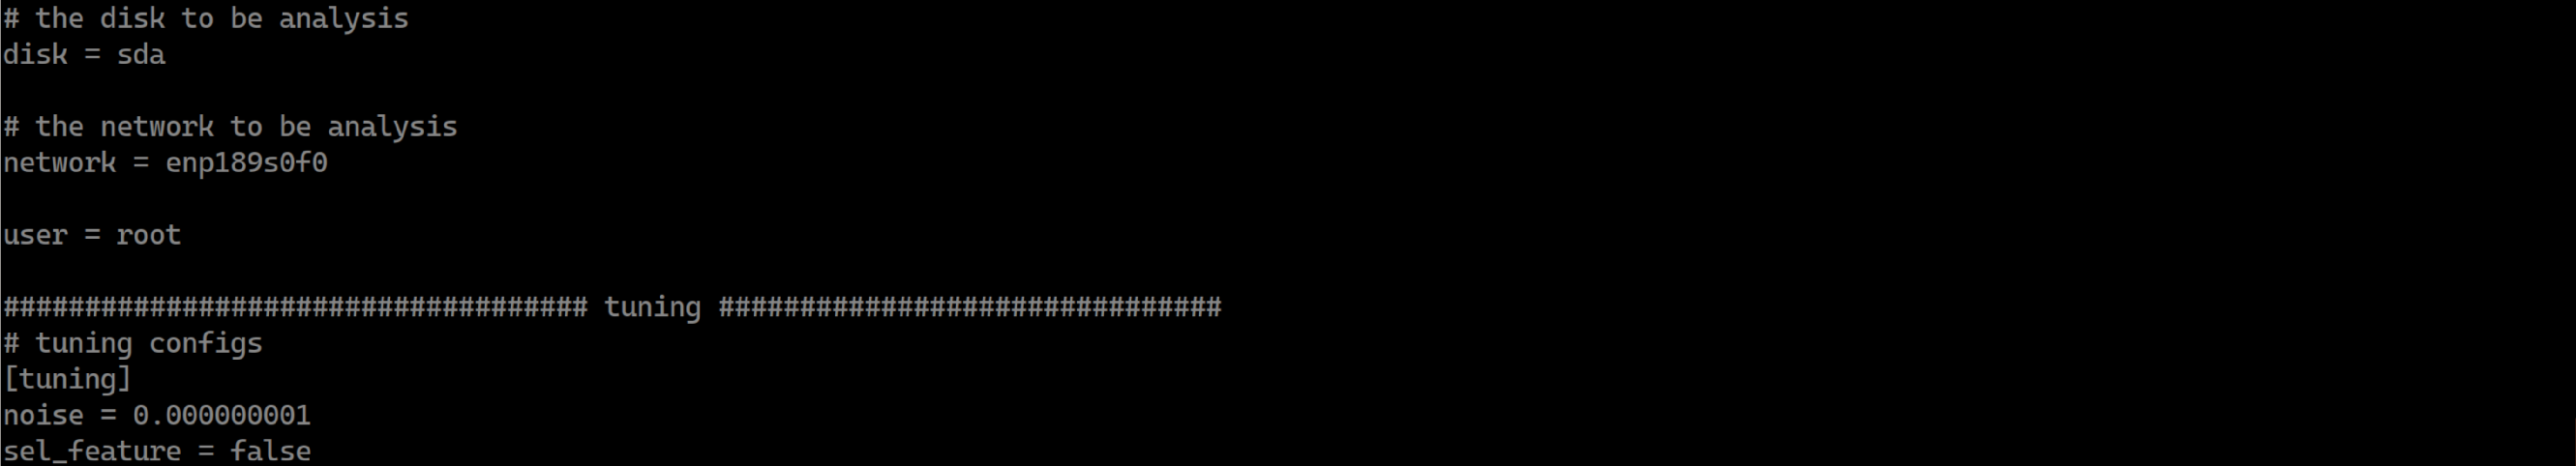 # the disk to be analysis
disk = sda
# the network to be analysis
network = enp189s0f0
user = root
#################################### tuning ###############################
# tuning configs
[tuning]
noise = 0.000000001
sel_feature = false